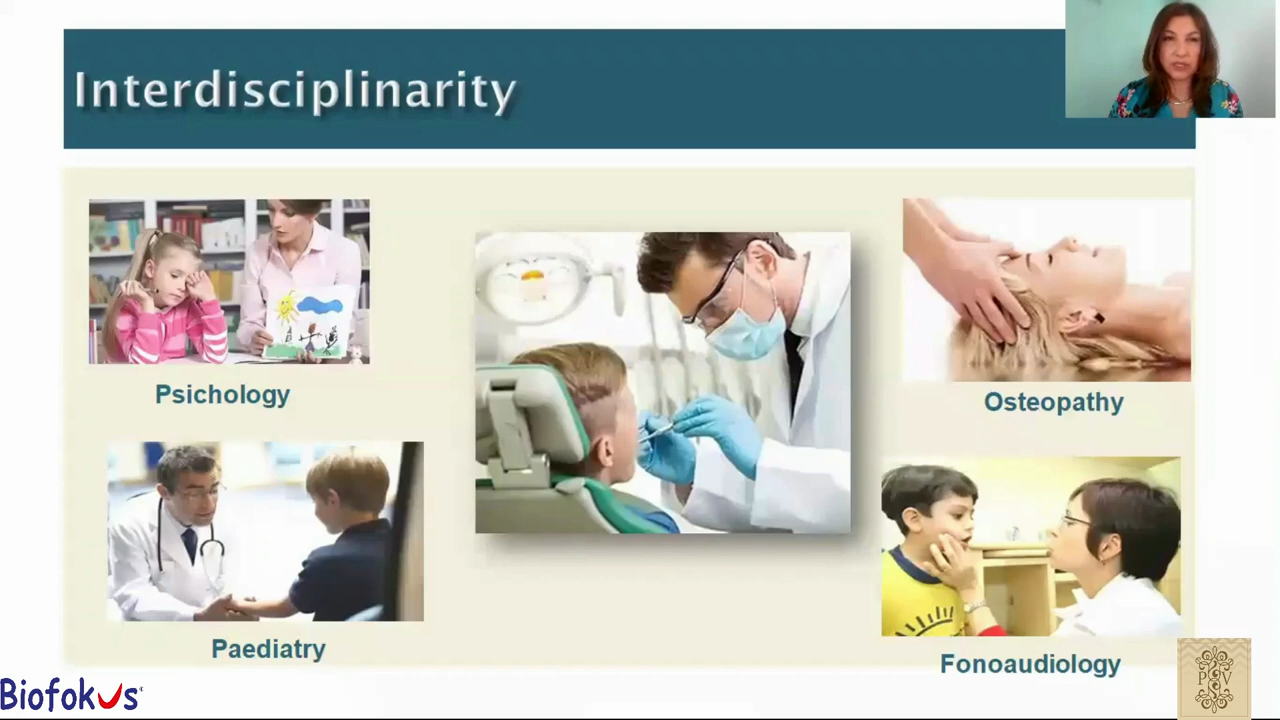 Interdisciplinarity
Psichology
Osteopathy
Paediatry
Fonoaudiology
Biofokus
P V